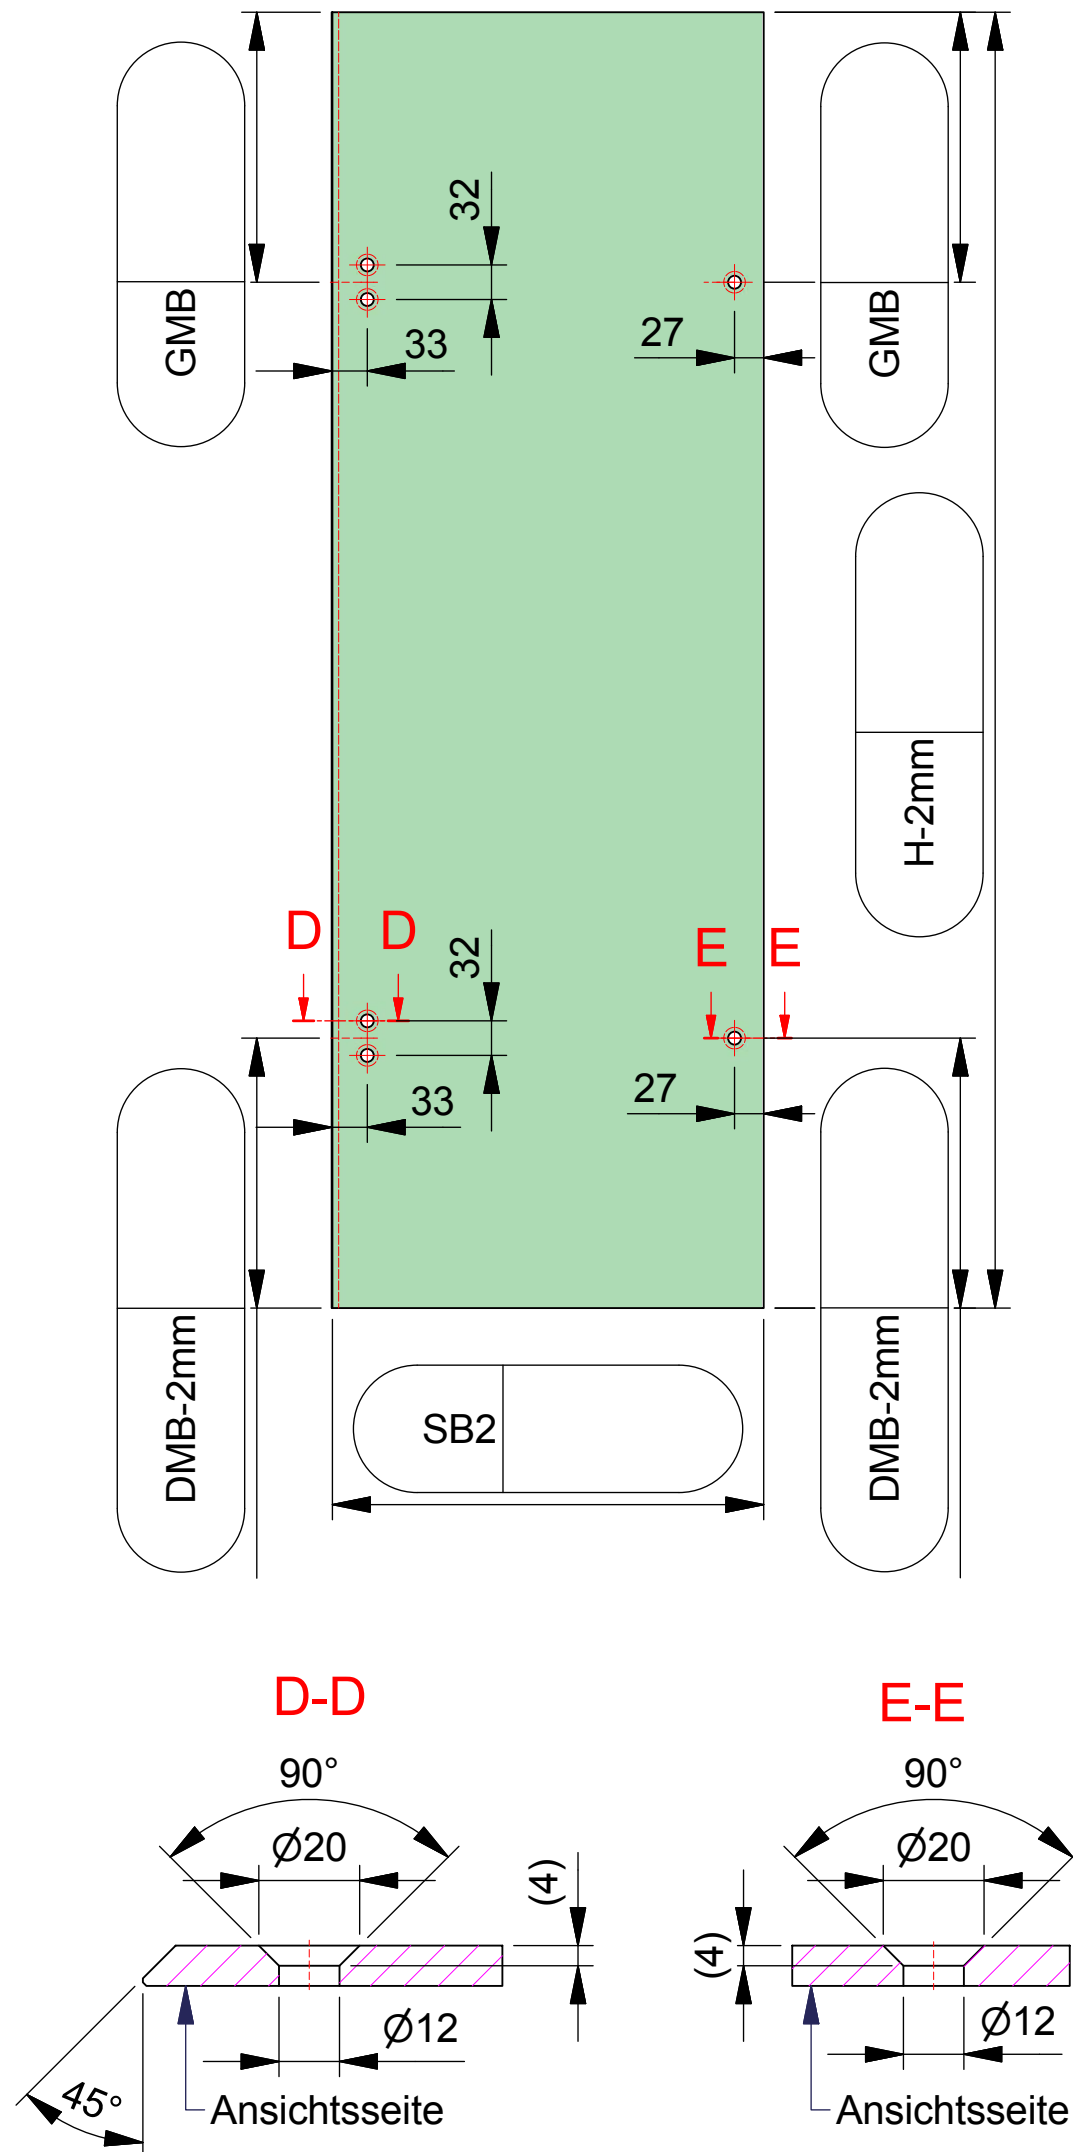 32
GMB
33
27
GMB
H-2mm
D
D
32
E
E
33
27
DMB-2mm
SB2
DMB-2mm
D-D
E-E
90°
90°
Ø20
Ø20
(4)
(4)
Ø12
Ø12
45°
Ansichtsseite
Ansichtsseite